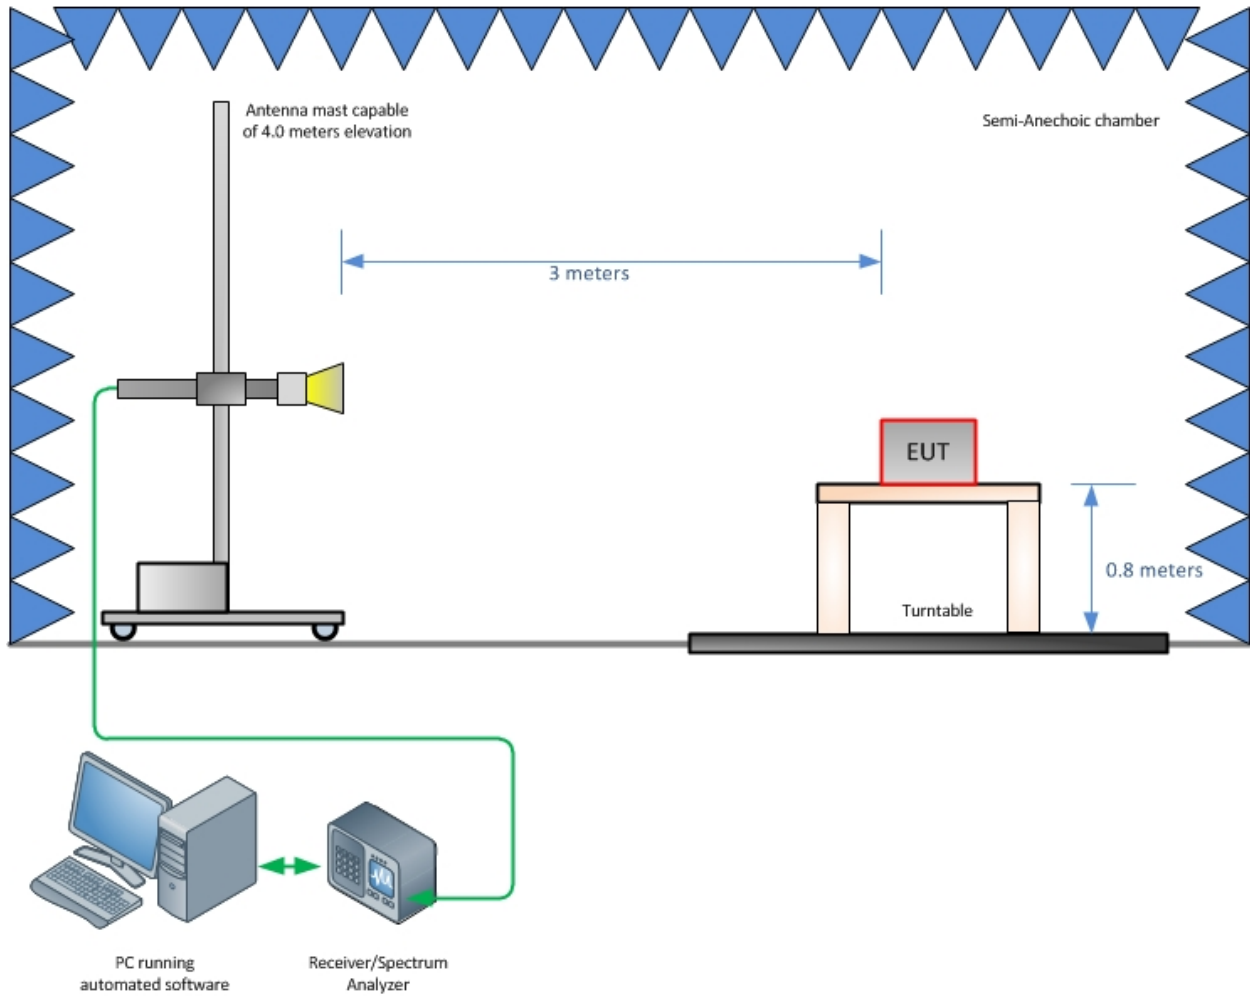 Antenna mast capable
of 4.0 meters elevation
Semi-Anechoic chamber
3 meters
EUT
0.8 meters
Turntable
PC running
automated software
Receiver/Spectrum
Analyzer